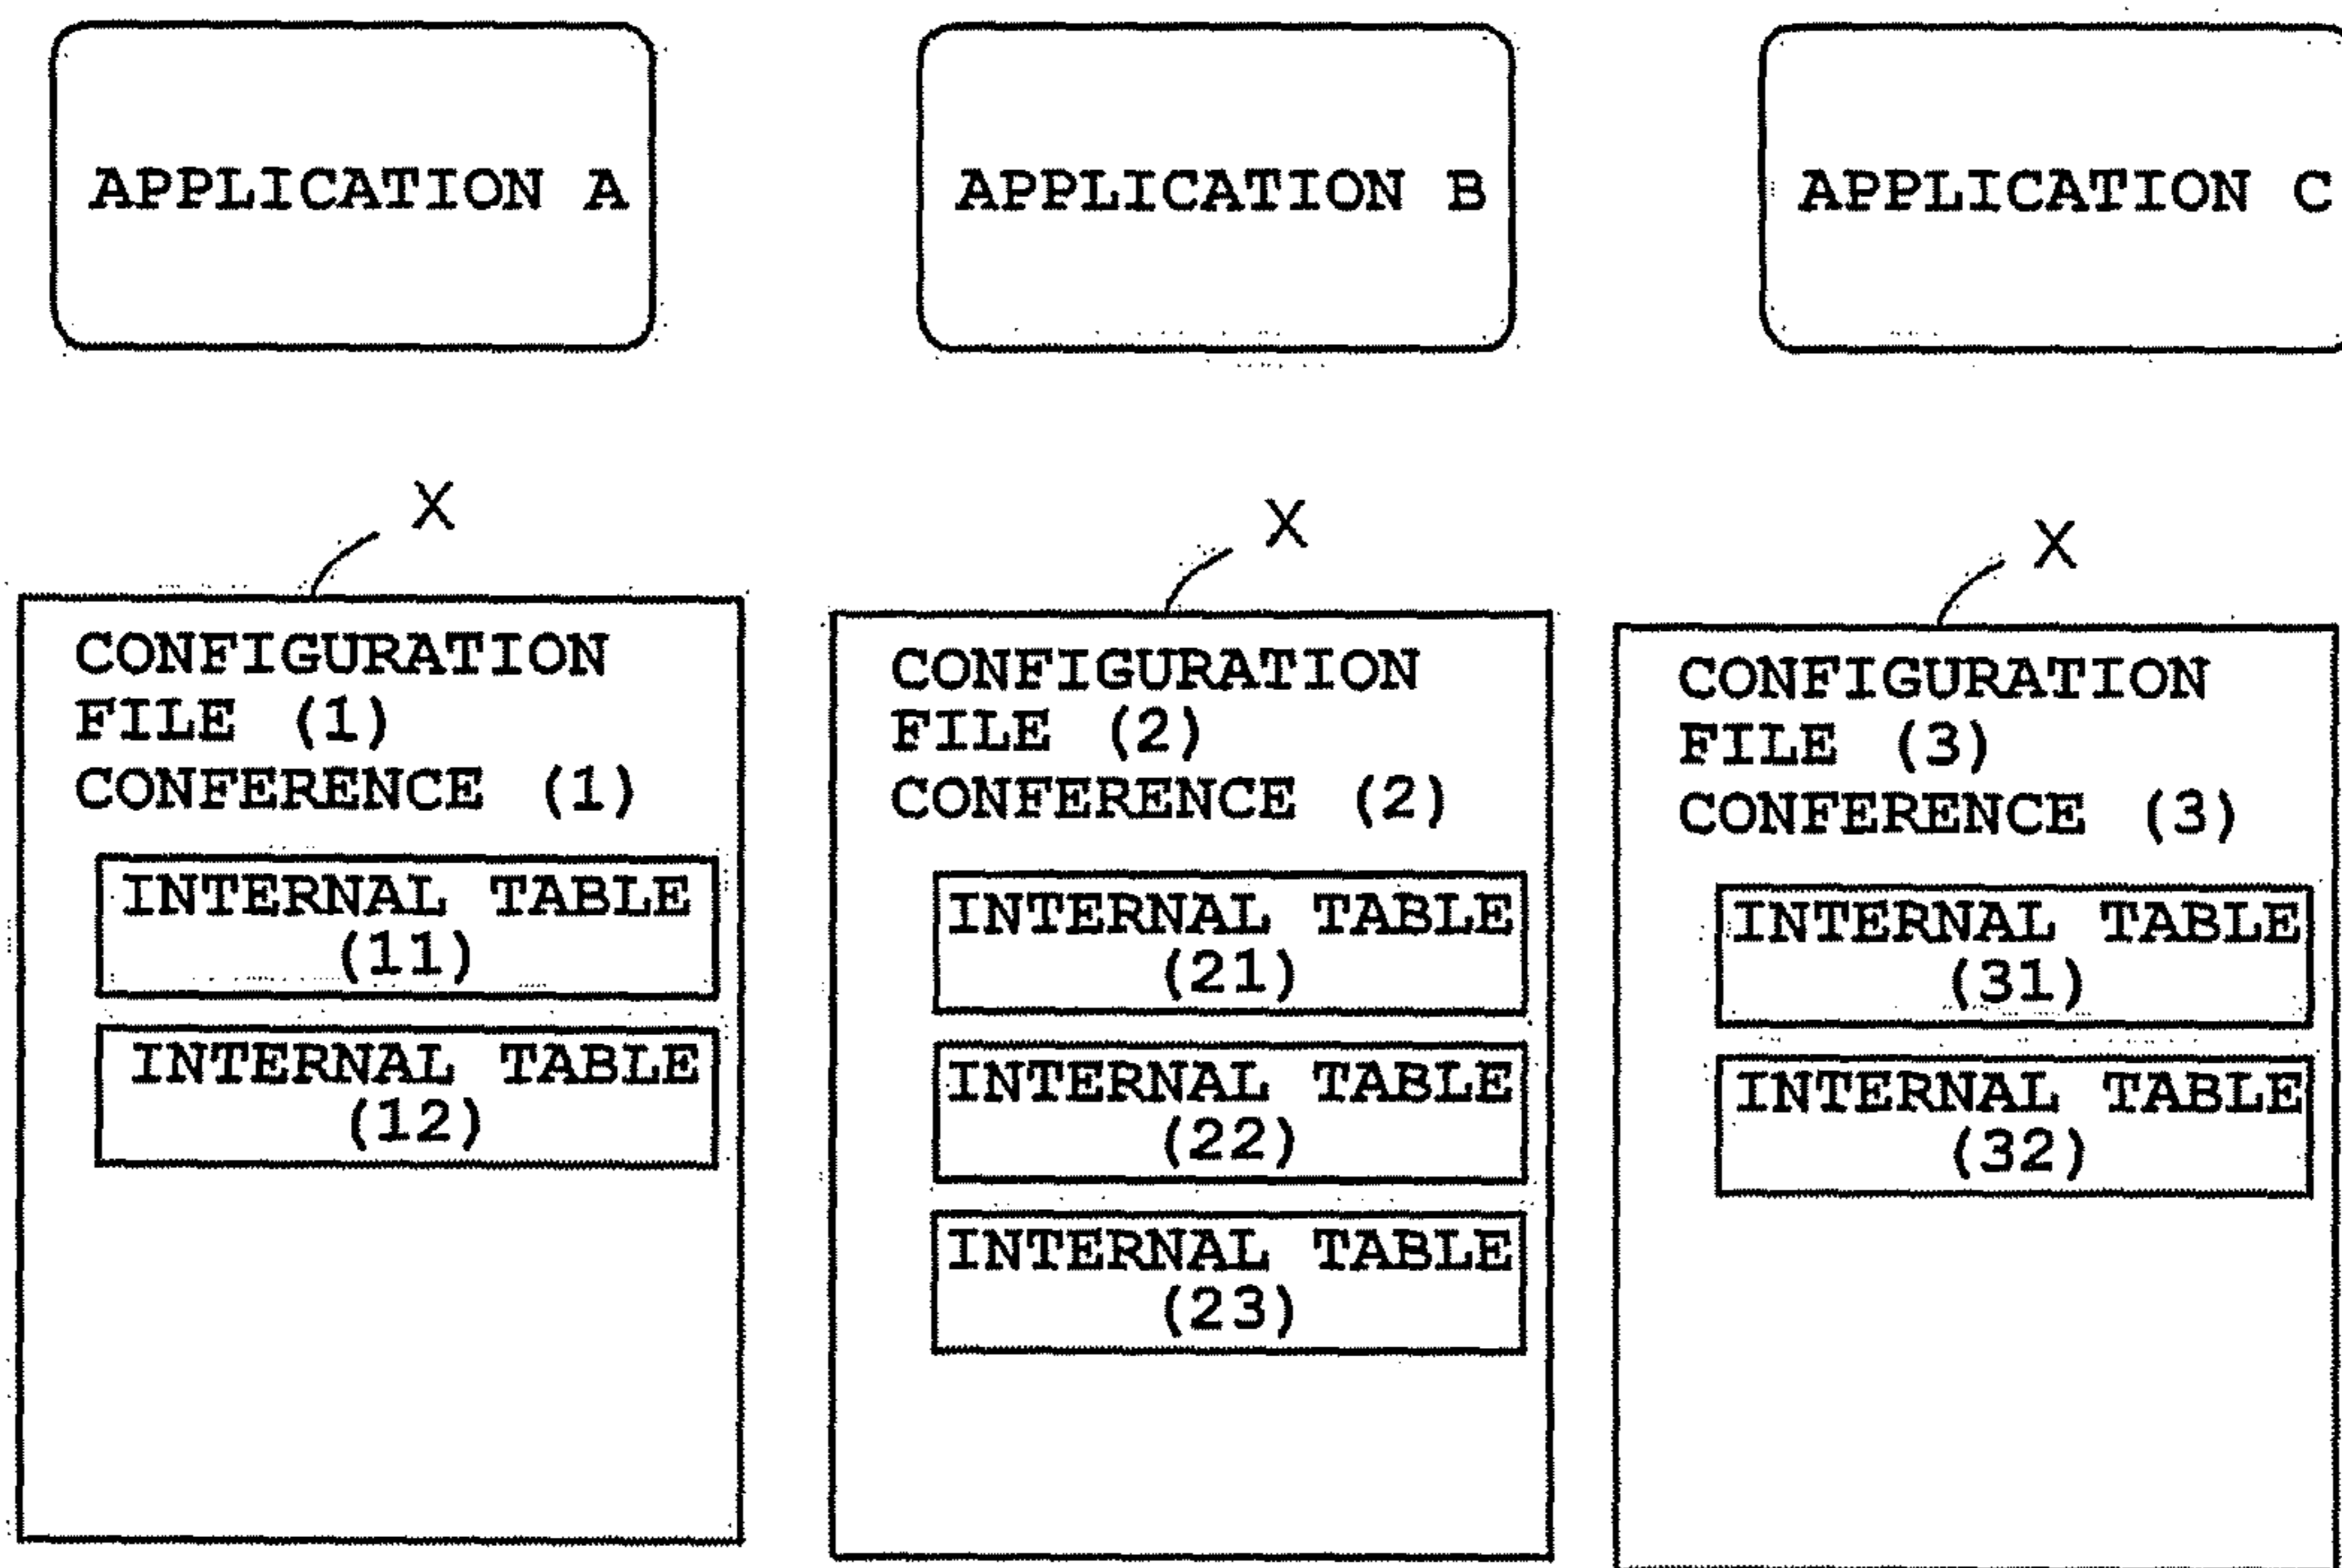 APPLICATION A
APPLICATION B
APPLICATION C
X
CONFIGURATION
FILE (1)
CONFERENCE (1)
INTERNAL TABLE
(11)
INTERNAL TABLE
(12)
X
CONFIGURATION
FILE (2)
CONFERENCE (2)
INTERNAL TABLE
(21)
INTERNAL TABLE
(22)
INTERNAL TABLE
(23)
X
CONFIGURATION
FILE (3)
CONFERENCE (3)
INTERNAL TABLE
(31)
INTERNAL TABLE
(32)